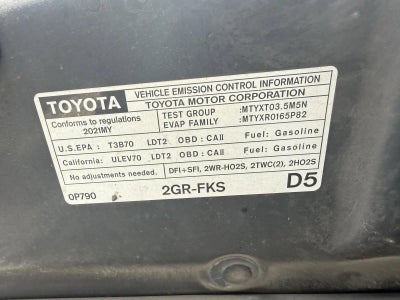 TOYOTA
VEHICLE EMISSION CONTROL INFORMATION
TOYOTA MOTOR CORPORATION
Conforms to regulations
2021MY
TEST GROUP :MTYXT03.5M5N
EVAP FAMILY :MTYXR0165P82
U.S.EPA : T3B70 LDT2 OBD:CAII Fuel: Gasoline
California: ULEV70 LDT2 OBD:CAII Fuel: Gasoline
No adjustments needed.
DFI+SFI, 2WR-HO2S, 2TWC(2), 2HO2S
0P790
2GR-FKS
D5